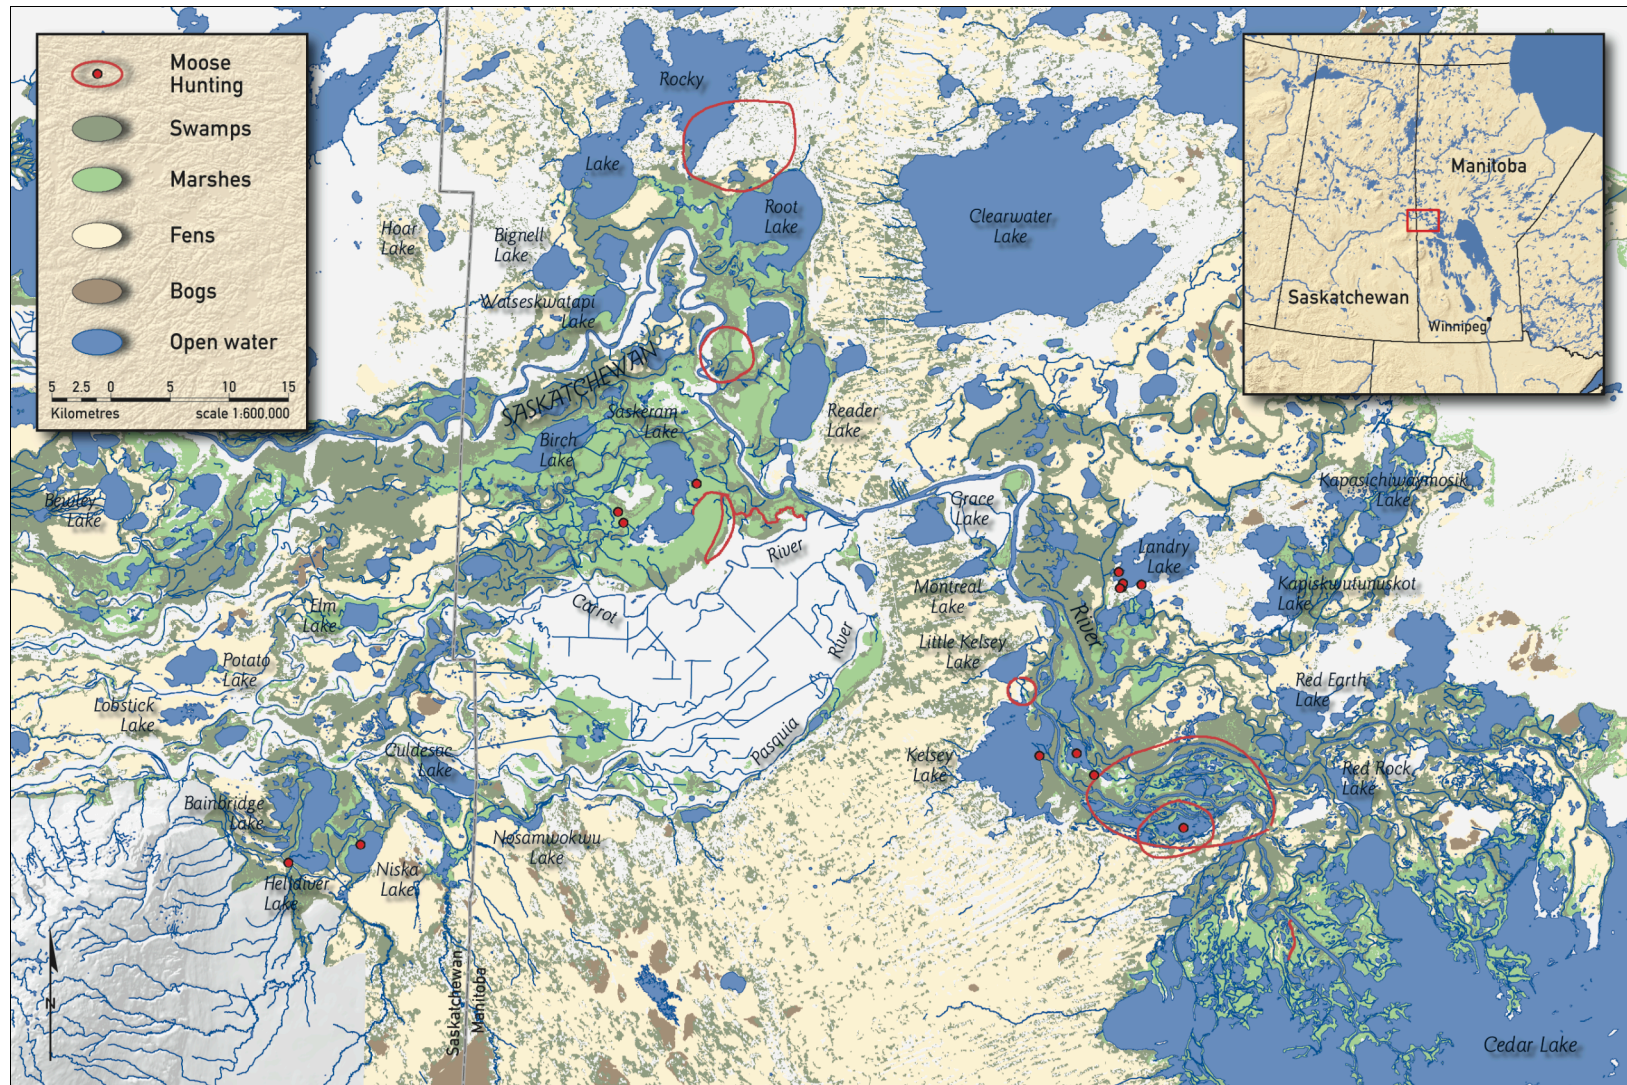 Moose
Hunting
Swamps
Marshes
Fens
Bogs
Open water
5 2.5 0 5 10 15
Kilometres scale 1:600,000
Manitoba
Saskatchewan
Winnipeg
Rocky
Lake
Root
Lake
Clearwater
Lake
Hoar
Lake
Bignell
Lake
Watseskwatapi
Lake
SASKATCHEWAN
Saskeram
Lake
Birch
Lake
Reader
Lake
Bewley
Lake
Grace
Lake
Kapasichiwaymosik
Lake
River
Carrot
Landry
Lake
Montreal
Lake
Kapiskwutunuskot
Lake
Elm
Lake
River
River
Little Kelsey
Lake
Potato
Lake
Red Earth
Lake
Lobstick
Lake
Pasquia
Culdesac
Lake
Kelsey
Lake
Red Rock
Lake
Bainbridge
Lake
Nosamwokwu
Lake
Niska
Lake
Helldiver
Lake
N
Saskatchewan
Manitoba
Cedar Lake